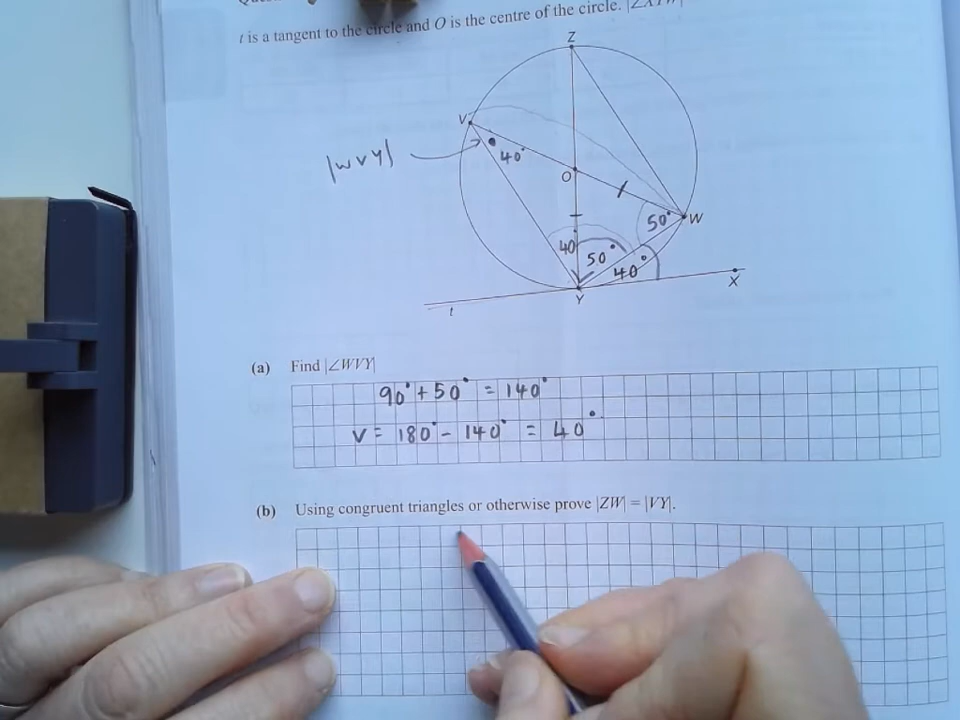 t is a tangent to the circle and O is the centre of the circle.
Z
V
|WVY|
40°
O
50°
W
40°
50°
40°
X
Y
t
(a) Find |∠WVY|
90° + 50° = 140°
V = 180° - 140° = 40°
(b) Using congruent triangles or otherwise prove |ZW| = |VY|.